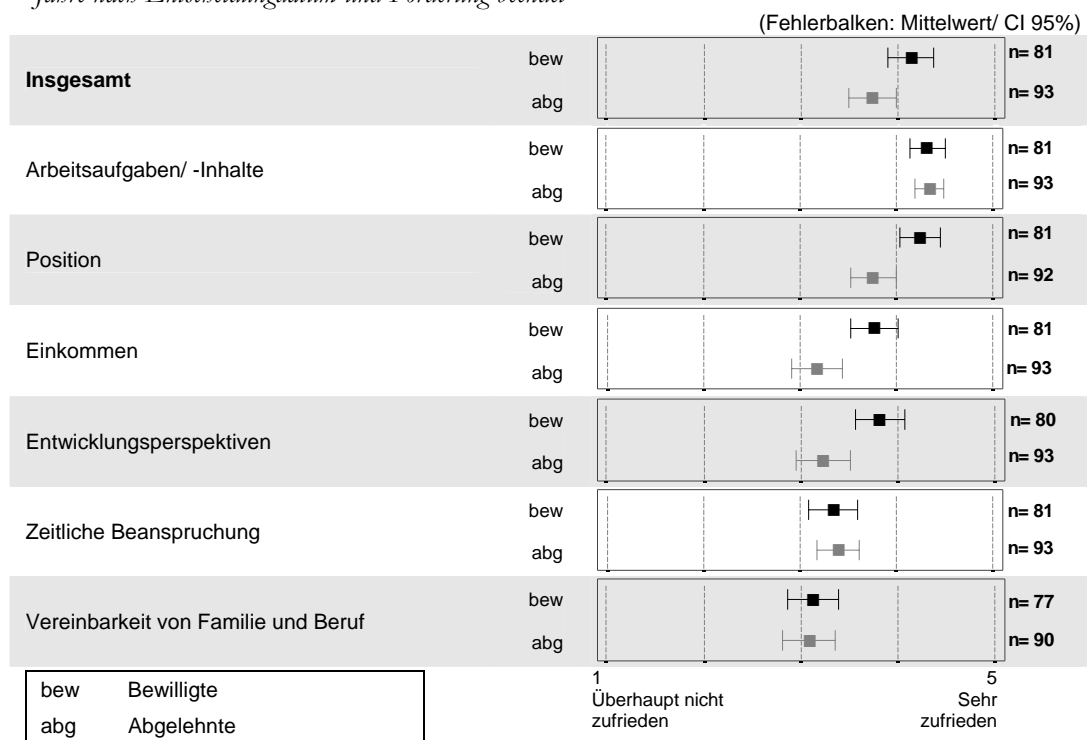 (Fehlerbalken: Mittelwert/ CI 95%)
Insgesamt
bew
n= 81
abg
n= 93
Arbeitsaufgaben/ -Inhalte
bew
n= 81
abg
n= 93
Position
bew
n= 81
abg
n= 92
Einkommen
bew
n= 81
abg
n= 93
Entwicklungsperspektiven
bew
n= 80
abg
n= 93
Zeitliche Beanspruchung
bew
n= 81
abg
n= 93
Vereinbarkeit von Familie und Beruf
bew
n= 77
abg
n= 90
1 5
Überhaupt nicht Sehr
zufrieden zufrieden
bew Bewilligte
abg Abgelehnte